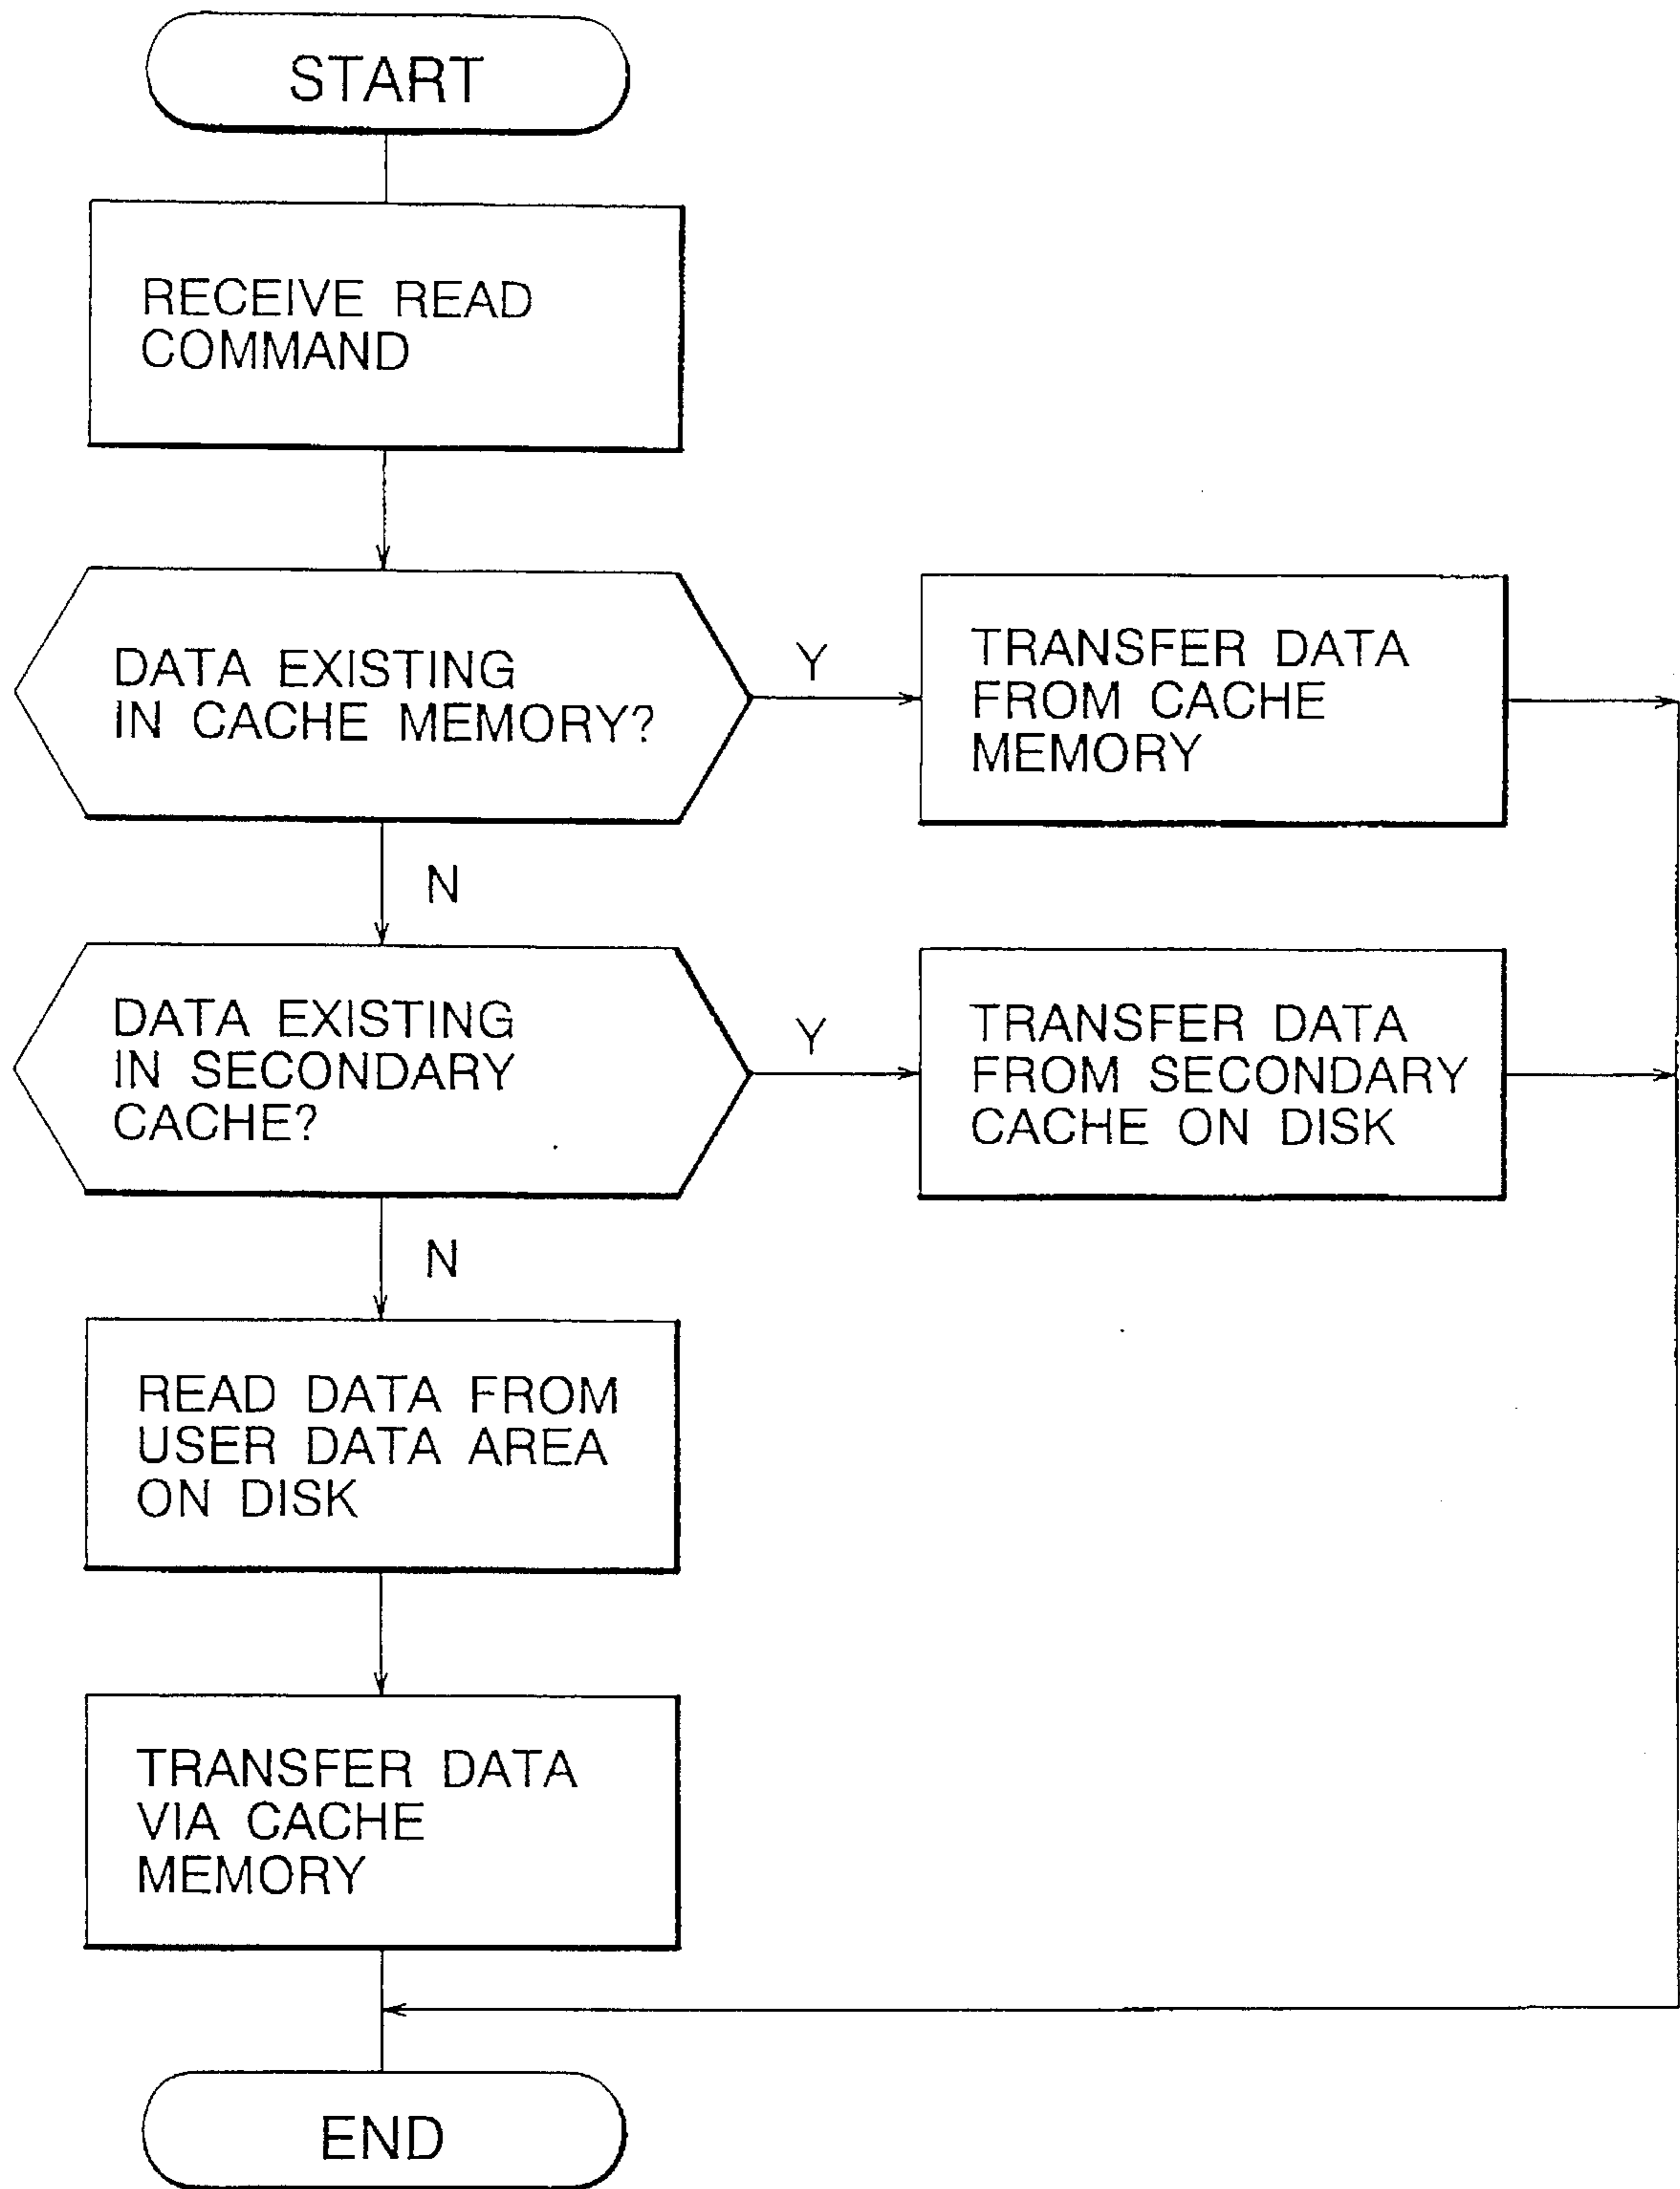 START
RECEIVE READ
COMMAND
DATA EXISTING
IN CACHE MEMORY?
Y
TRANSFER DATA
FROM CACHE
MEMORY
N
DATA EXISTING
IN SECONDARY
CACHE?
Y
TRANSFER DATA
FROM SECONDARY
CACHE ON DISK
N
READ DATA FROM
USER DATA AREA
ON DISK
TRANSFER DATA
VIA CACHE
MEMORY
END